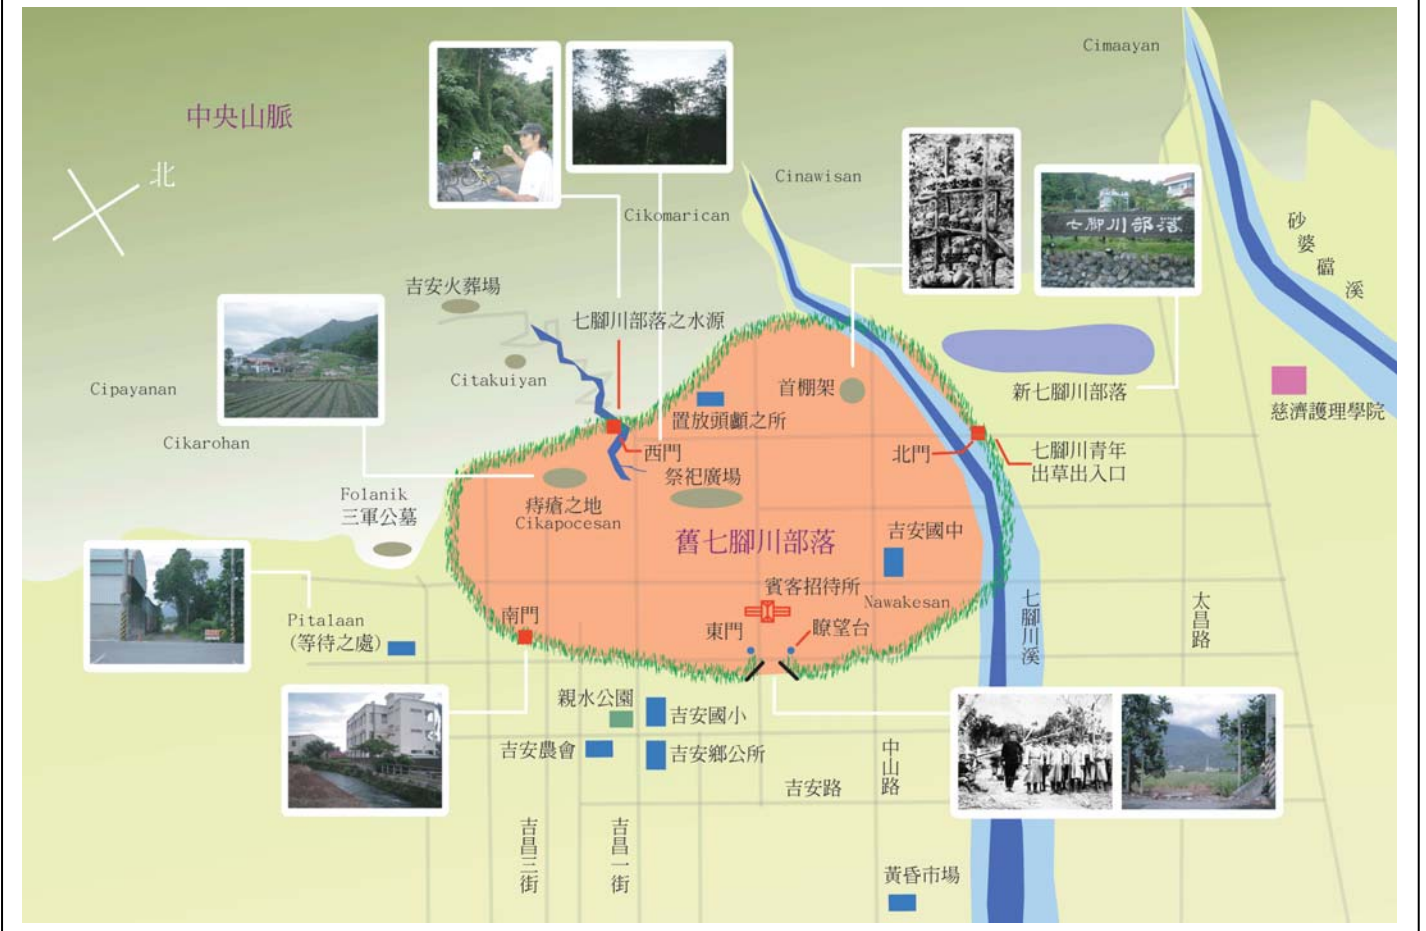 Cimaayan
中央山脈
北
Cinawisan
Cikomarican
七腳川部落
砂婆礑溪
吉安火葬場
七腳川部落之水源
Citakuiyan
Cipayanan
首棚架
新七腳川部落
慈濟護理學院
置放頭顱之所
Cikarohan
西門
北門
七腳川青年
出草出入口
祭祀廣場
Folanik
三軍公墓
痔瘡之地
Cikapocesan
舊七腳川部落
吉安國中
賓客招待所
Nawakesan
七腳川溪
太昌路
Pitalaan
(等待之處)
南門
東門
瞭望台
親水公園
吉安國小
吉安農會
吉安鄉公所
中山路
吉安路
吉昌三街
吉昌一街
黃昏市場